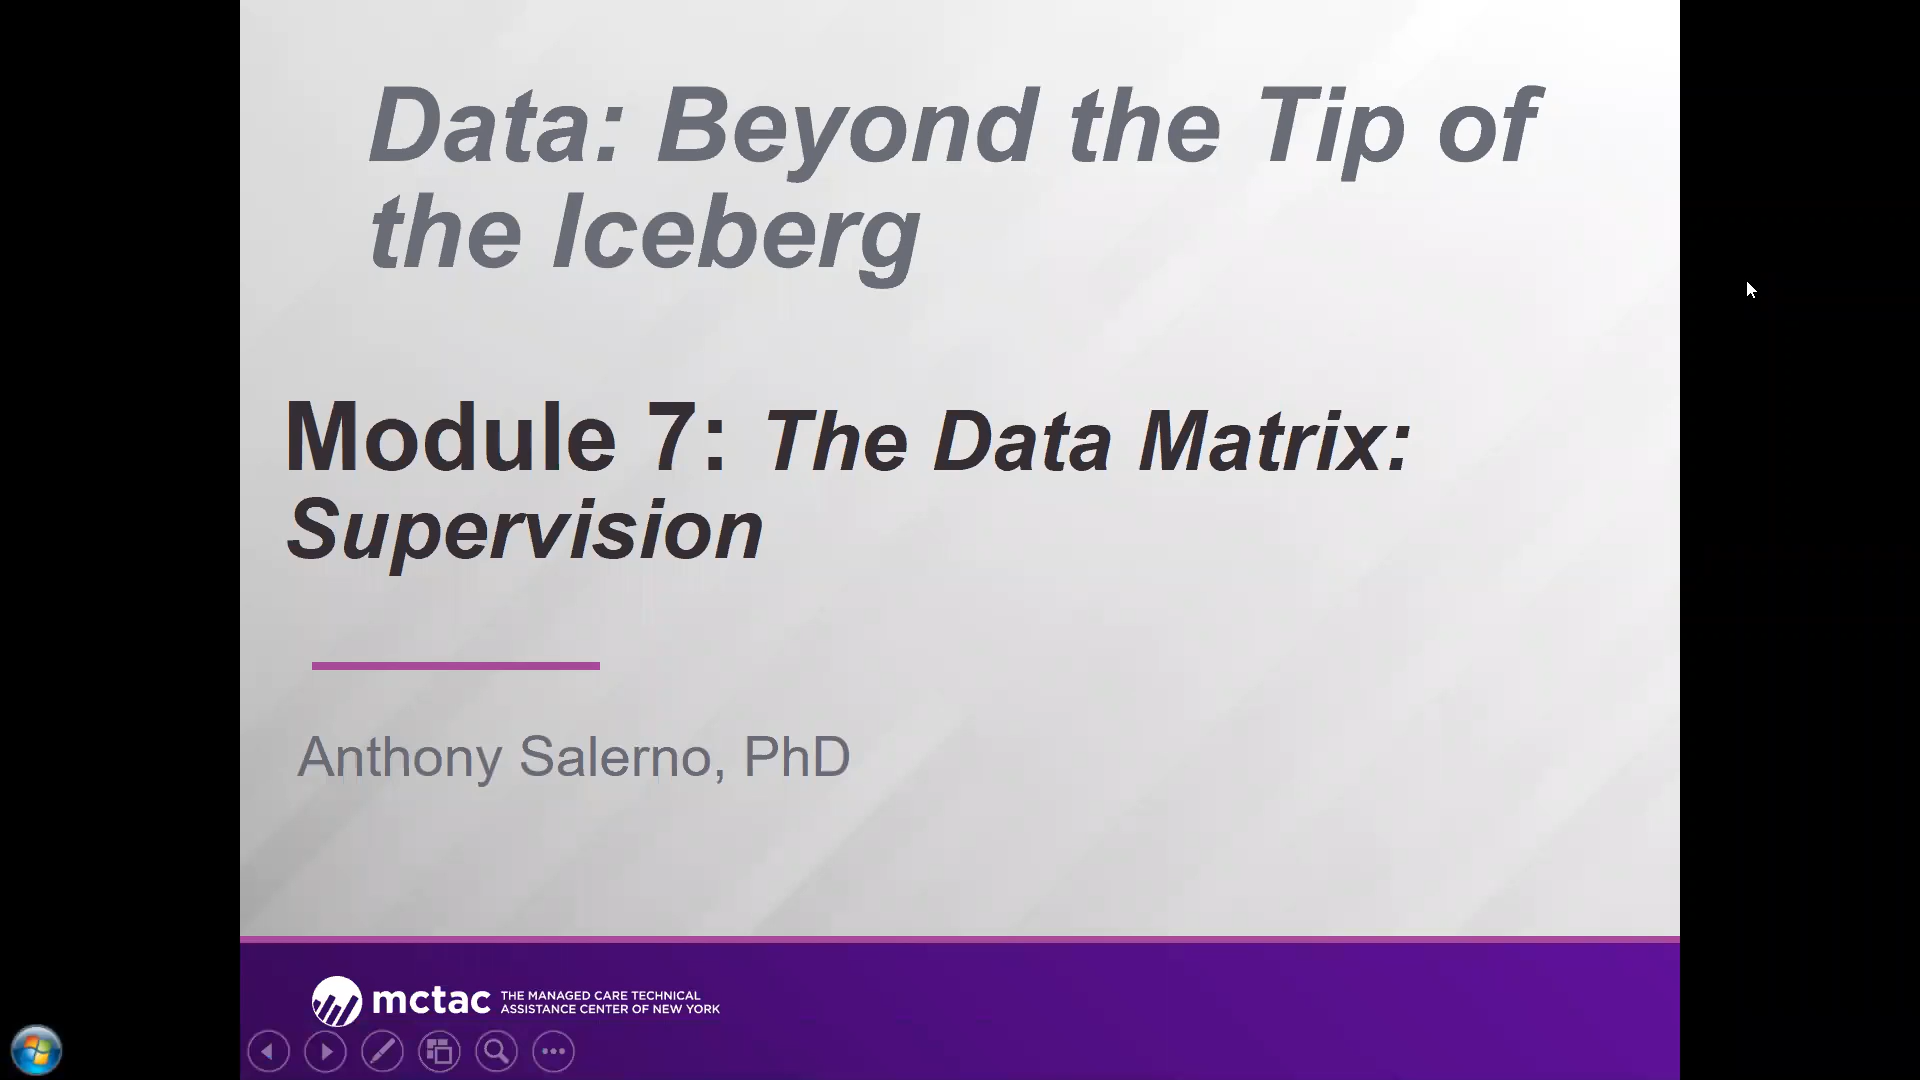 Data: Beyond the Tip of
the Iceberg
Module 7: The Data Matrix:
Supervision
Anthony Salerno, PhD
mctac THE MANAGED CARE TECHNICAL
ASSISTANCE CENTER OF NEW YORK